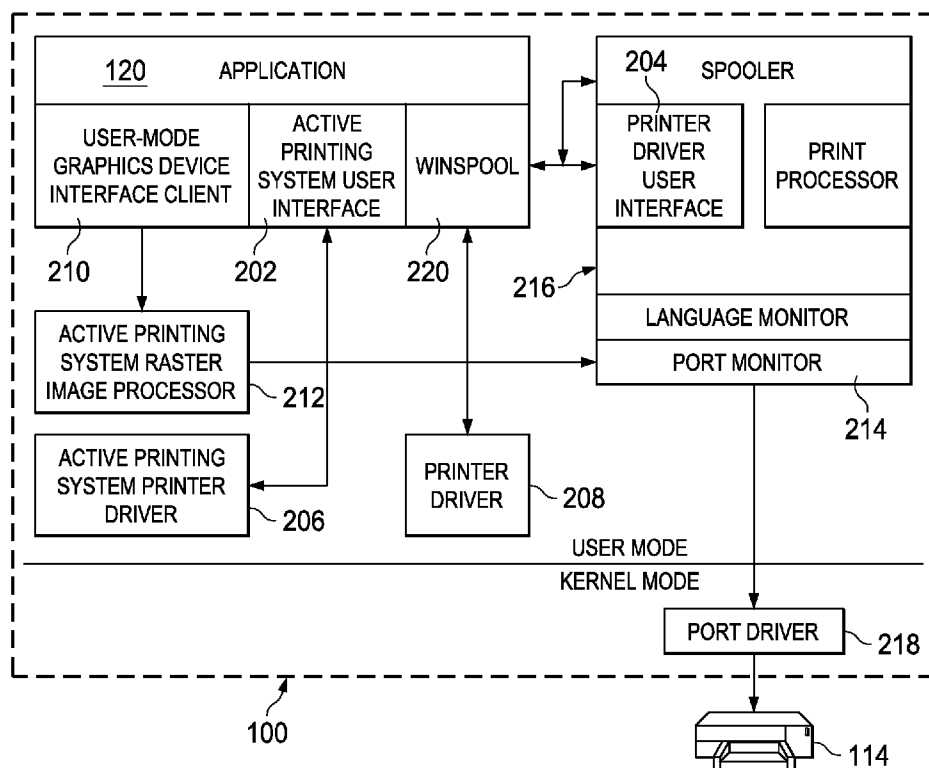 120
APPLICATION
USER-MODE
GRAPHICS DEVICE
INTERFACE CLIENT
ACTIVE
PRINTING
SYSTEM USER
INTERFACE
WINSPOOL
210
202
220
204
SPOOLER
PRINTER
DRIVER
USER
INTERFACE
PRINT
PROCESSOR
216
LANGUAGE MONITOR
PORT MONITOR
214
ACTIVE PRINTING
SYSTEM RASTER
IMAGE PROCESSOR
212
ACTIVE PRINTING
SYSTEM PRINTER
DRIVER
206
PRINTER
DRIVER
208
USER MODE
KERNEL MODE
PORT DRIVER
218
100
114